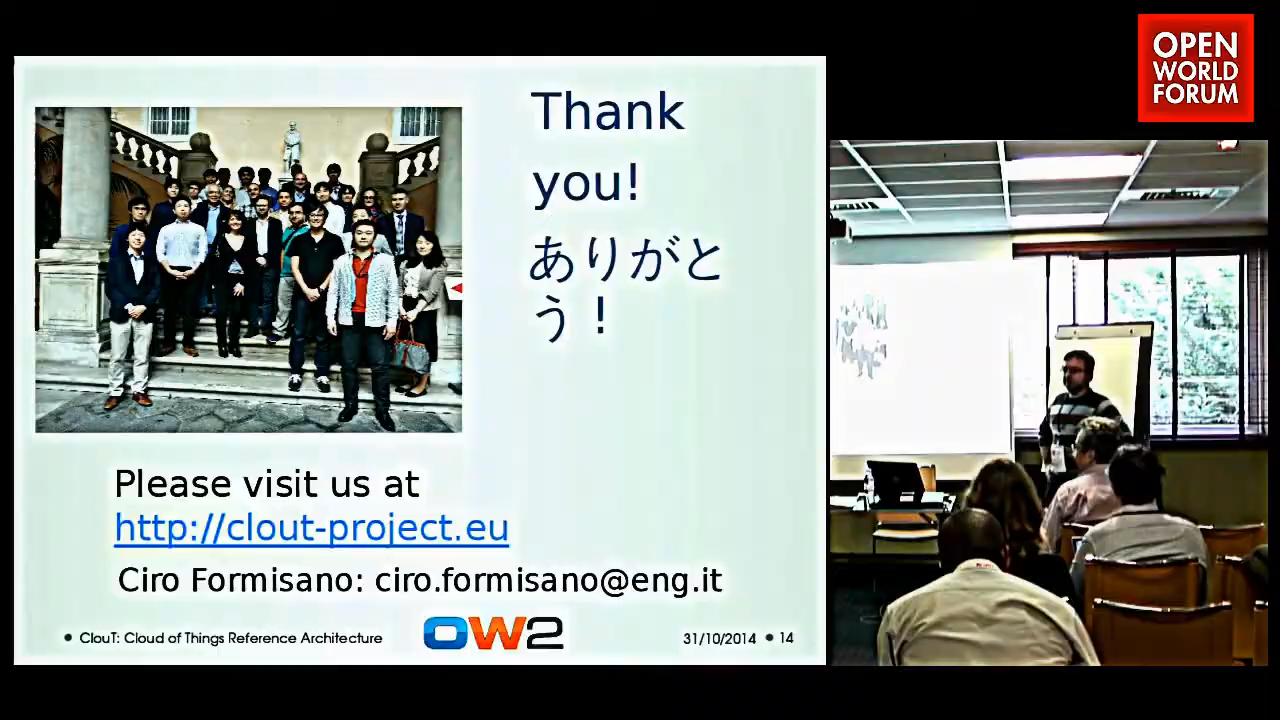 OPEN
WORLD
FORUM
Thank
you!
ありがと
う !
Please visit us at
http://clout-project.eu
Ciro Formisano: ciro.formisano@eng.it
• ClouT: Cloud of Things Reference Architecture
OW2
31/10/2014 • 14